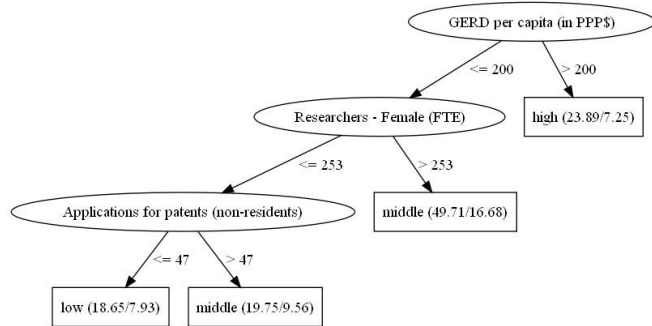 GERD per capita (in PPP$)
<= 200
> 200
Researchers - Female (FTE)
high (23.89/7.25)
<= 253
> 253
Applications for patents (non-residents)
middle (49.71/16.68)
<= 47
> 47
low (18.65/7.93)
middle (19.75/9.56)